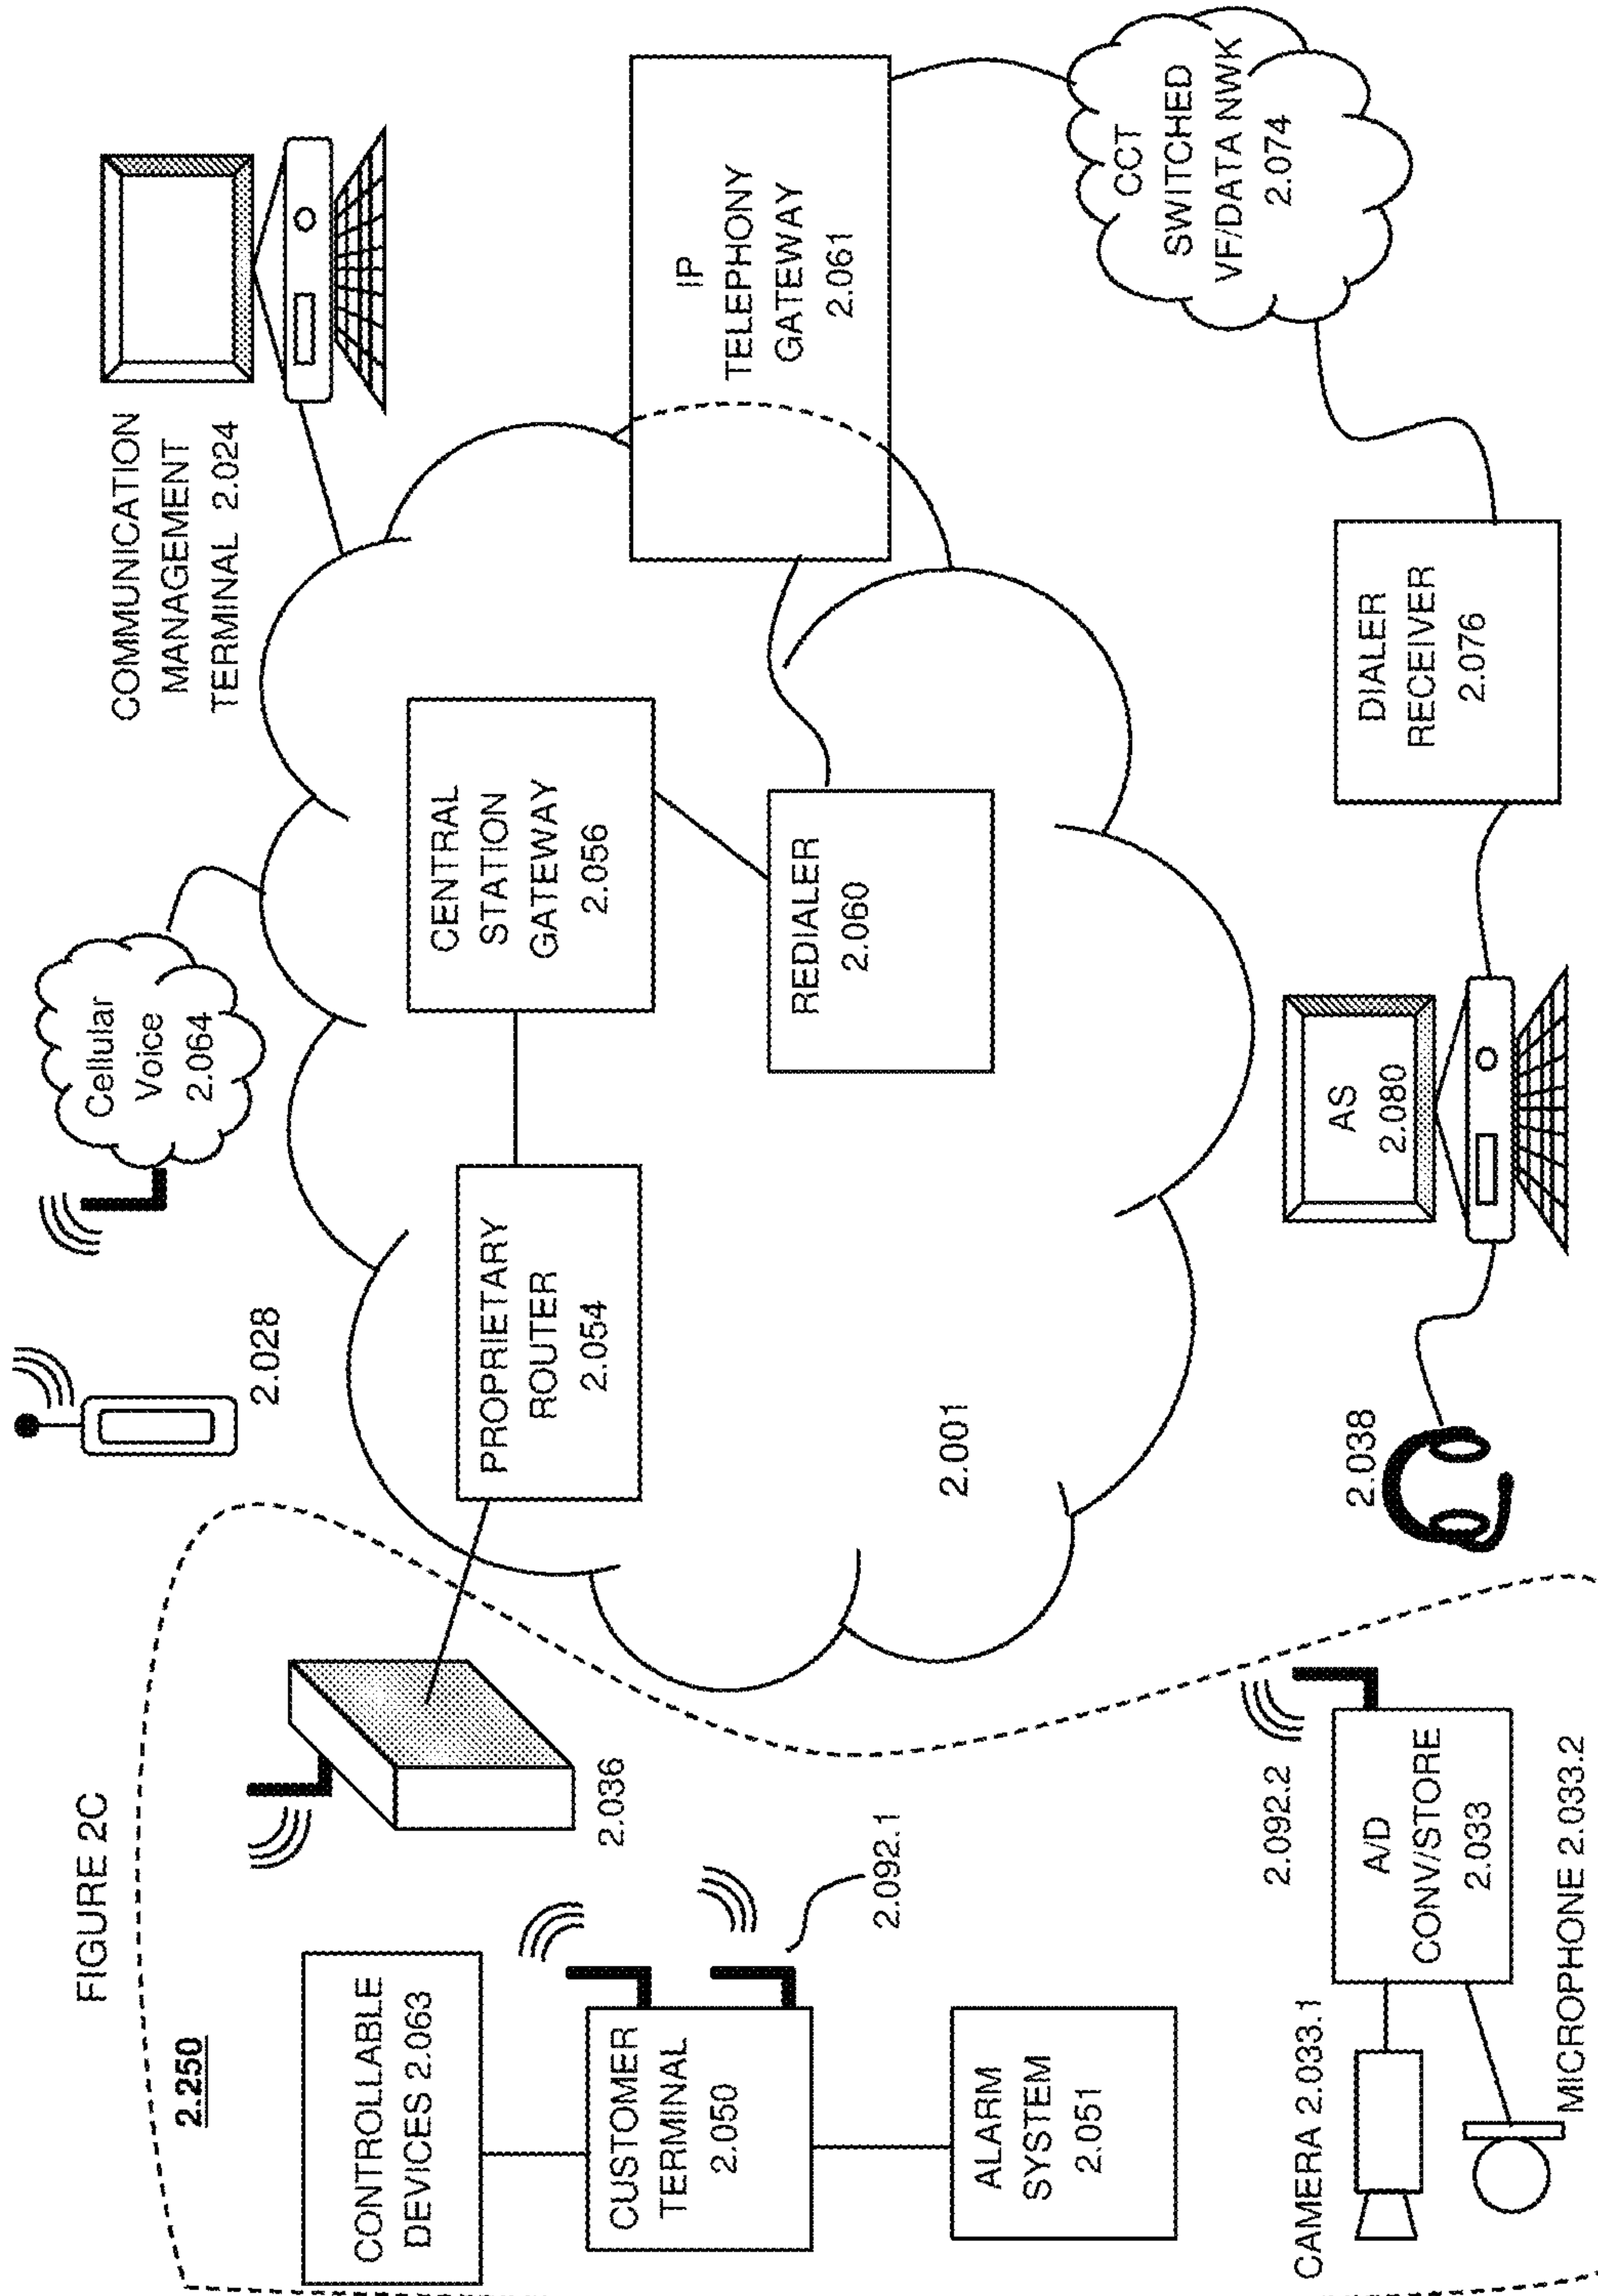 FIGURE 2C
2.250
CONTROLLABLE
DEVICES 2.063
CUSTOMER
TERMINAL
2.050
ALARM
SYSTEM
2.051
2.092.1
2.036
CAMERA 2.033.1
MICROPHONE 2.033.2
A/D
CONV/STORE
2.033
2.092.2
2.028
Cellular
Voice
2.064
COMMUNICATION
MANAGEMENT
TERMINAL 2.024
PROPRIETARY
ROUTER
2.054
CENTRAL
STATION
GATEWAY
2.056
REDIALER
2.060
2.001
IP
TELEPHONY
GATEWAY
2.061
CCT
SWITCHED
VF/DATA NWK
2.074
DIALER
RECEIVER
2.076
AS
2.080
2.038